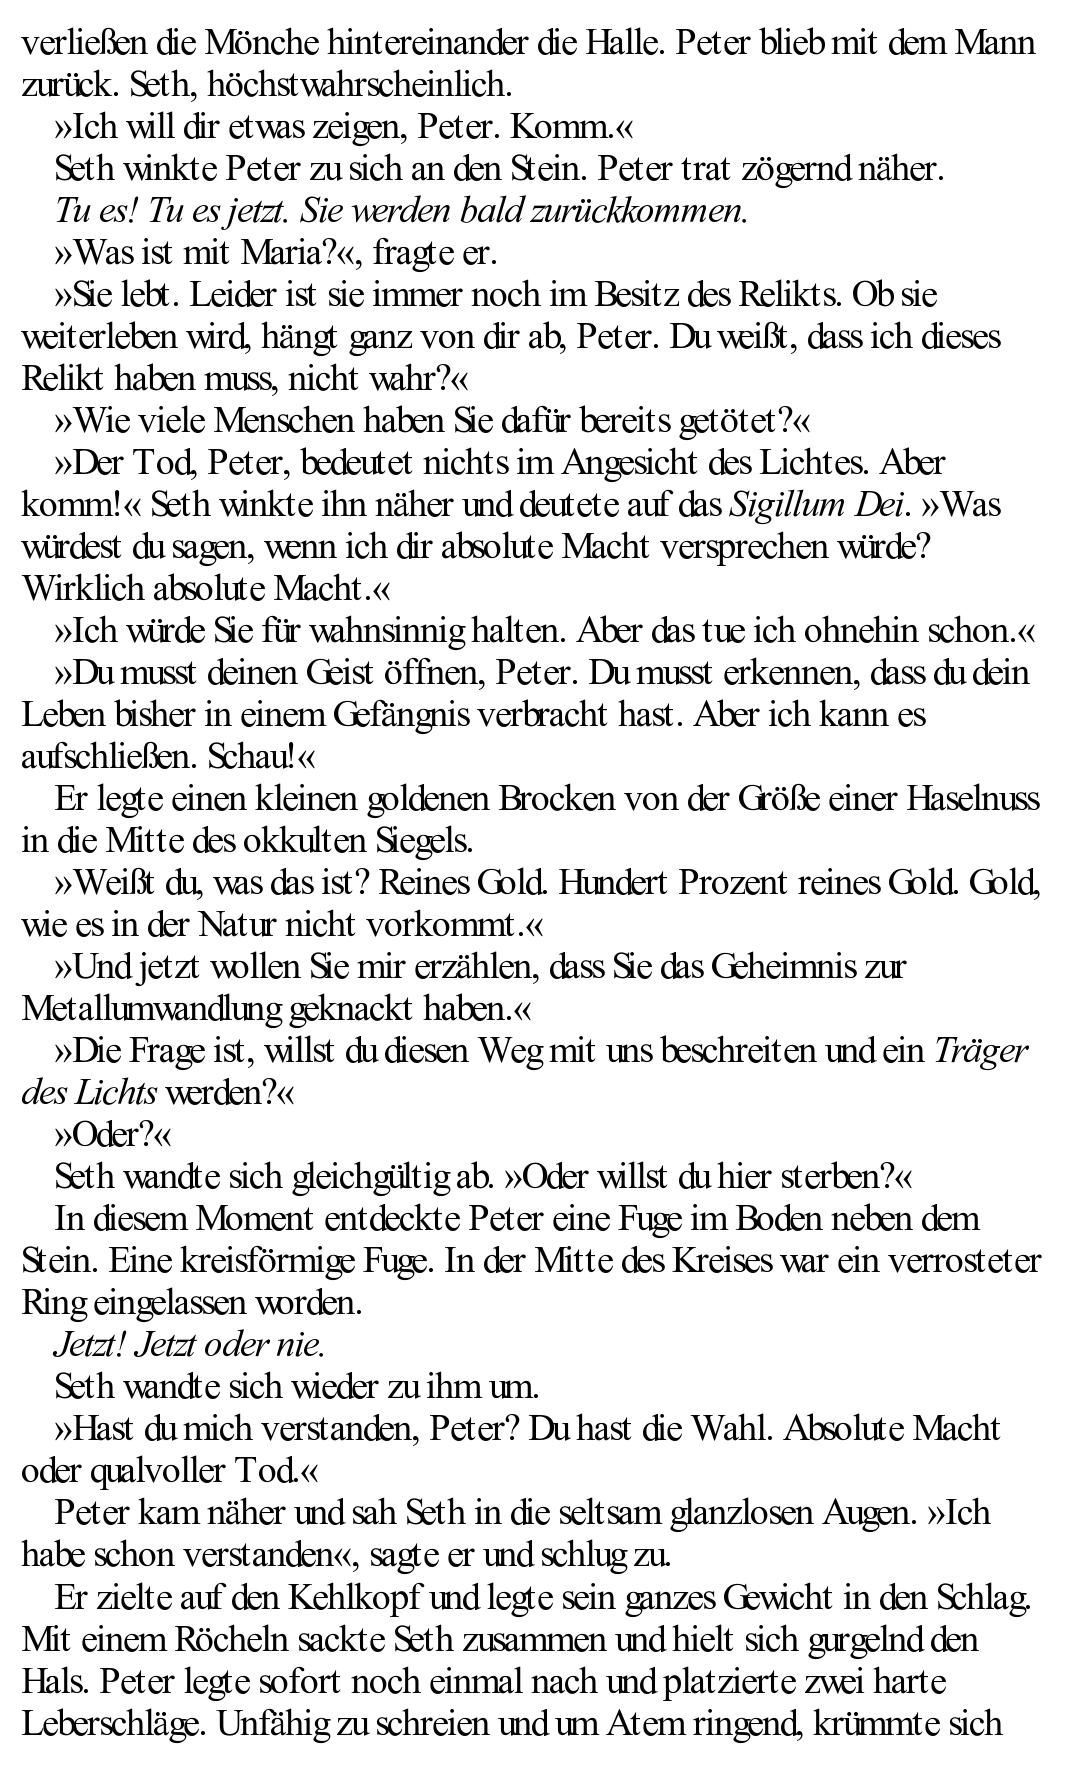 verließen die Mönche hintereinander die Halle. Peter blieb mit dem Mann
zurück. Seth, höchstwahrscheinlich.
»Ich will dir etwas zeigen, Peter. Komm.«
Seth winkte Peter zu sich an den Stein. Peter trat zögernd näher.
Tu es! Tu es jetzt. Sie werden bald zurückkommen.
»Was ist mit Maria?«, fragte er.
»Sie lebt. Leider ist sie immer noch im Besitz des Relikts. Ob sie
weiterleben wird, hängt ganz von dir ab, Peter. Du weißt, dass ich dieses
Relikt haben muss, nicht wahr?«
»Wie viele Menschen haben Sie dafür bereits getötet?«
»Der Tod, Peter, bedeutet nichts im Angesicht des Lichtes. Aber
komm!« Seth winkte ihn näher und deutete auf das Sigillum Dei. »Was
würdest du sagen, wenn ich dir absolute Macht versprechen würde?
Wirklich absolute Macht.«
»Ich würde Sie für wahnsinnig halten. Aber das tue ich ohnehin schon.«
»Du musst deinen Geist öffnen, Peter. Du musst erkennen, dass du dein
Leben bisher in einem Gefängnis verbracht hast. Aber ich kann es
aufschließen. Schau!«
Er legte einen kleinen goldenen Brocken von der Größe einer Haselnuss
in die Mitte des okkulten Siegels.
»Weißt du, was das ist? Reines Gold. Hundert Prozent reines Gold. Gold,
wie es in der Natur nicht vorkommt.«
»Und jetzt wollen Sie mir erzählen, dass Sie das Geheimnis zur
Metallumwandlung geknackt haben.«
»Die Frage ist, willst du diesen Weg mit uns beschreiten und ein Träger
des Lichts werden?«
»Oder?«
Seth wandte sich gleichgültig ab. »Oder willst du hier sterben?«
In diesem Moment entdeckte Peter eine Fuge im Boden neben dem
Stein. Eine kreisförmige Fuge. In der Mitte des Kreises war ein verrosteter
Ring eingelassen worden.
Jetzt! Jetzt oder nie.
Seth wandte sich wieder zu ihm um.
»Hast du mich verstanden, Peter? Du hast die Wahl. Absolute Macht
oder qualvoller Tod.«
Peter kam näher und sah Seth in die seltsam glanzlosen Augen. »Ich
habe schon verstanden«, sagte er und schlug zu.
Er zielte auf den Kehlkopf und legte sein ganzes Gewicht in den Schlag.
Mit einem Röcheln sackte Seth zusammen und hielt sich gurgelnd den
Hals. Peter legte sofort noch einmal nach und platzierte zwei harte
Leberschläge. Unfähig zu schreien und um Atem ringend, krümmte sich